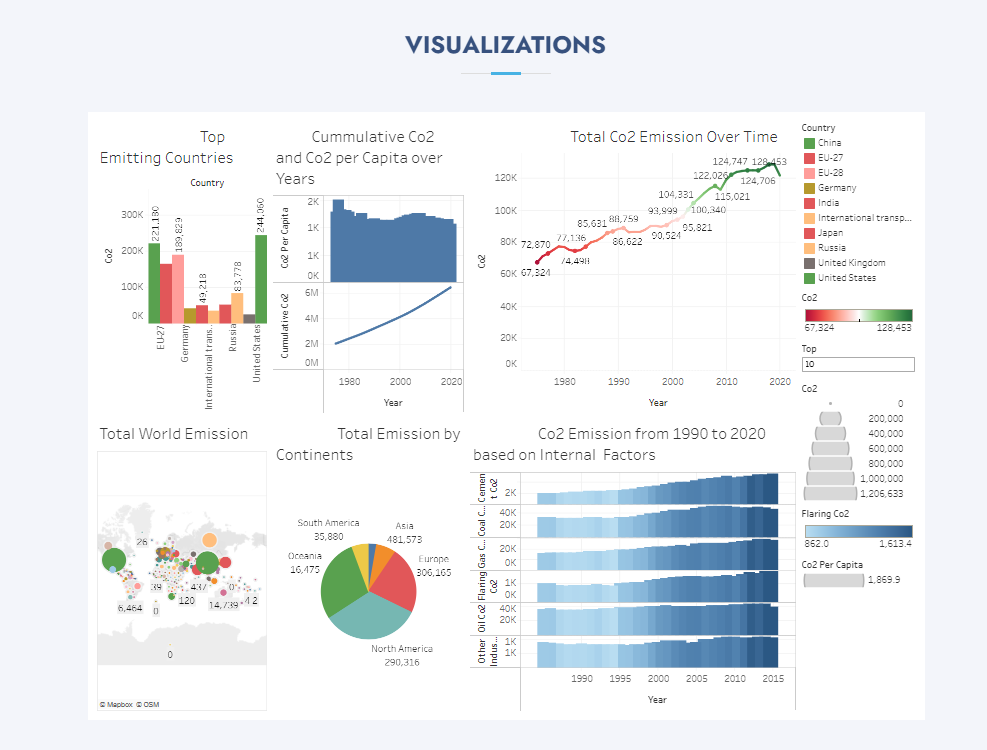 VISUALIZATIONS
Top
Emitting Countries
Country
Co2
300K
200K
100K
0K
221,180
189,829
49,218
83,778
244,060
EU-27
Germany
International trans..
Russia
United States
Cummulative Co2
and Co2 per Capita over
Years
Co2 Per Capita
2K
1K
1K
0K
Cumulative Co2
6M
4M
2M
0M
1980
2000
2020
Year
Total Co2 Emission Over Time
Co2
120K
100K
80K
60K
40K
20K
0K
67,324
72,870
77,136
74,498
85,631
88,759
86,622
93,999
90,524
95,821
104,331
100,340
122,026
115,021
124,747
124,706
128,453
1980
1990
2000
2010
2020
Year
Country
China
EU-27
EU-28
Germany
India
International transp...
Japan
Russia
United Kingdom
United States
Co2
67,324 128,453
Top
10
Co2
0
200,000
400,000
600,000
800,000
1,000,000
1,206,633
Flaring Co2
862.0 1,613.4
Co2 Per Capita
1,869.9
Total World Emission
26
39
437
0
6,464
0
120
14,739
4 2
0
© Mapbox © OSM
Total Emission by
Continents
South America
35,880
Asia
481,573
Oceania
16,475
Europe
306,165
North America
290,316
Co2 Emission from 1990 to 2020
based on Internal Factors
Cemen
t Co2
2K
Coal C...
40K
20K
Gas C...
20K
0K
Flaring
Co2
1K
0K
Oil Co2
40K
20K
Other
Indus...
1K
1K
1990
1995
2000
2005
2010
2015
Year